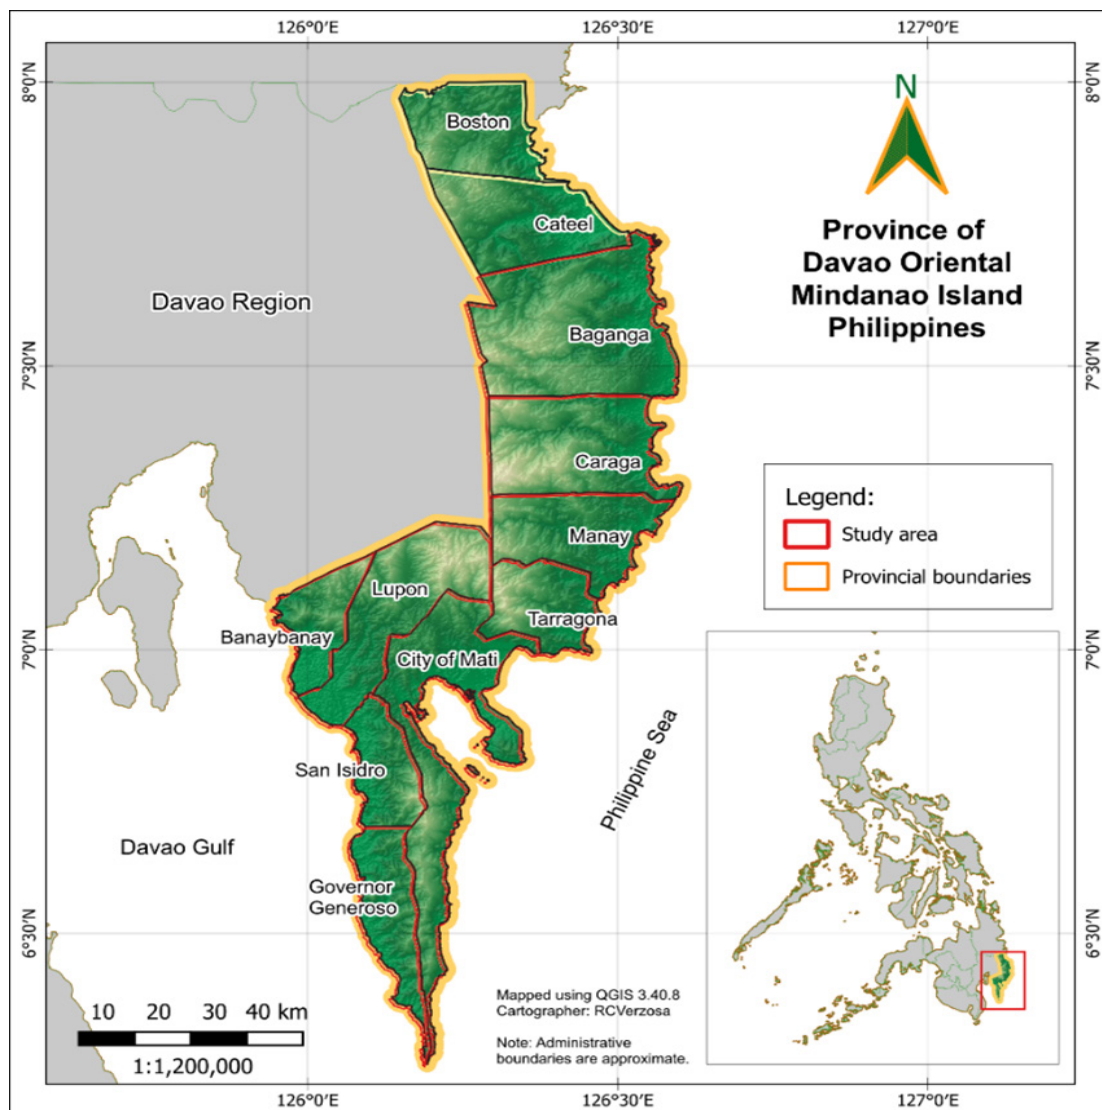 126°0′E
126°30′E
127°0′E
8°0′N
8°0′N
N
Boston
Province of
Davao Oriental
Mindanao Island
Philippines
Cateel
Davao Region
Baganga
7°30′N
7°30′N
Caraga
Legend:
Study area
Provincial boundaries
Manay
Lupon
Tarragona
Banaybanay
City of Mati
7°0′N
7°0′N
Philippine Sea
San Isidro
Davao Gulf
Governor
Generoso
6°30′N
6°30′N
10 20 30 40 km
1:1,200,000
Mapped using QGIS 3.40.8
Cartographer: RCVerzosa
Note: Administrative
boundaries are approximate.
126°0′E
126°30′E
127°0′E